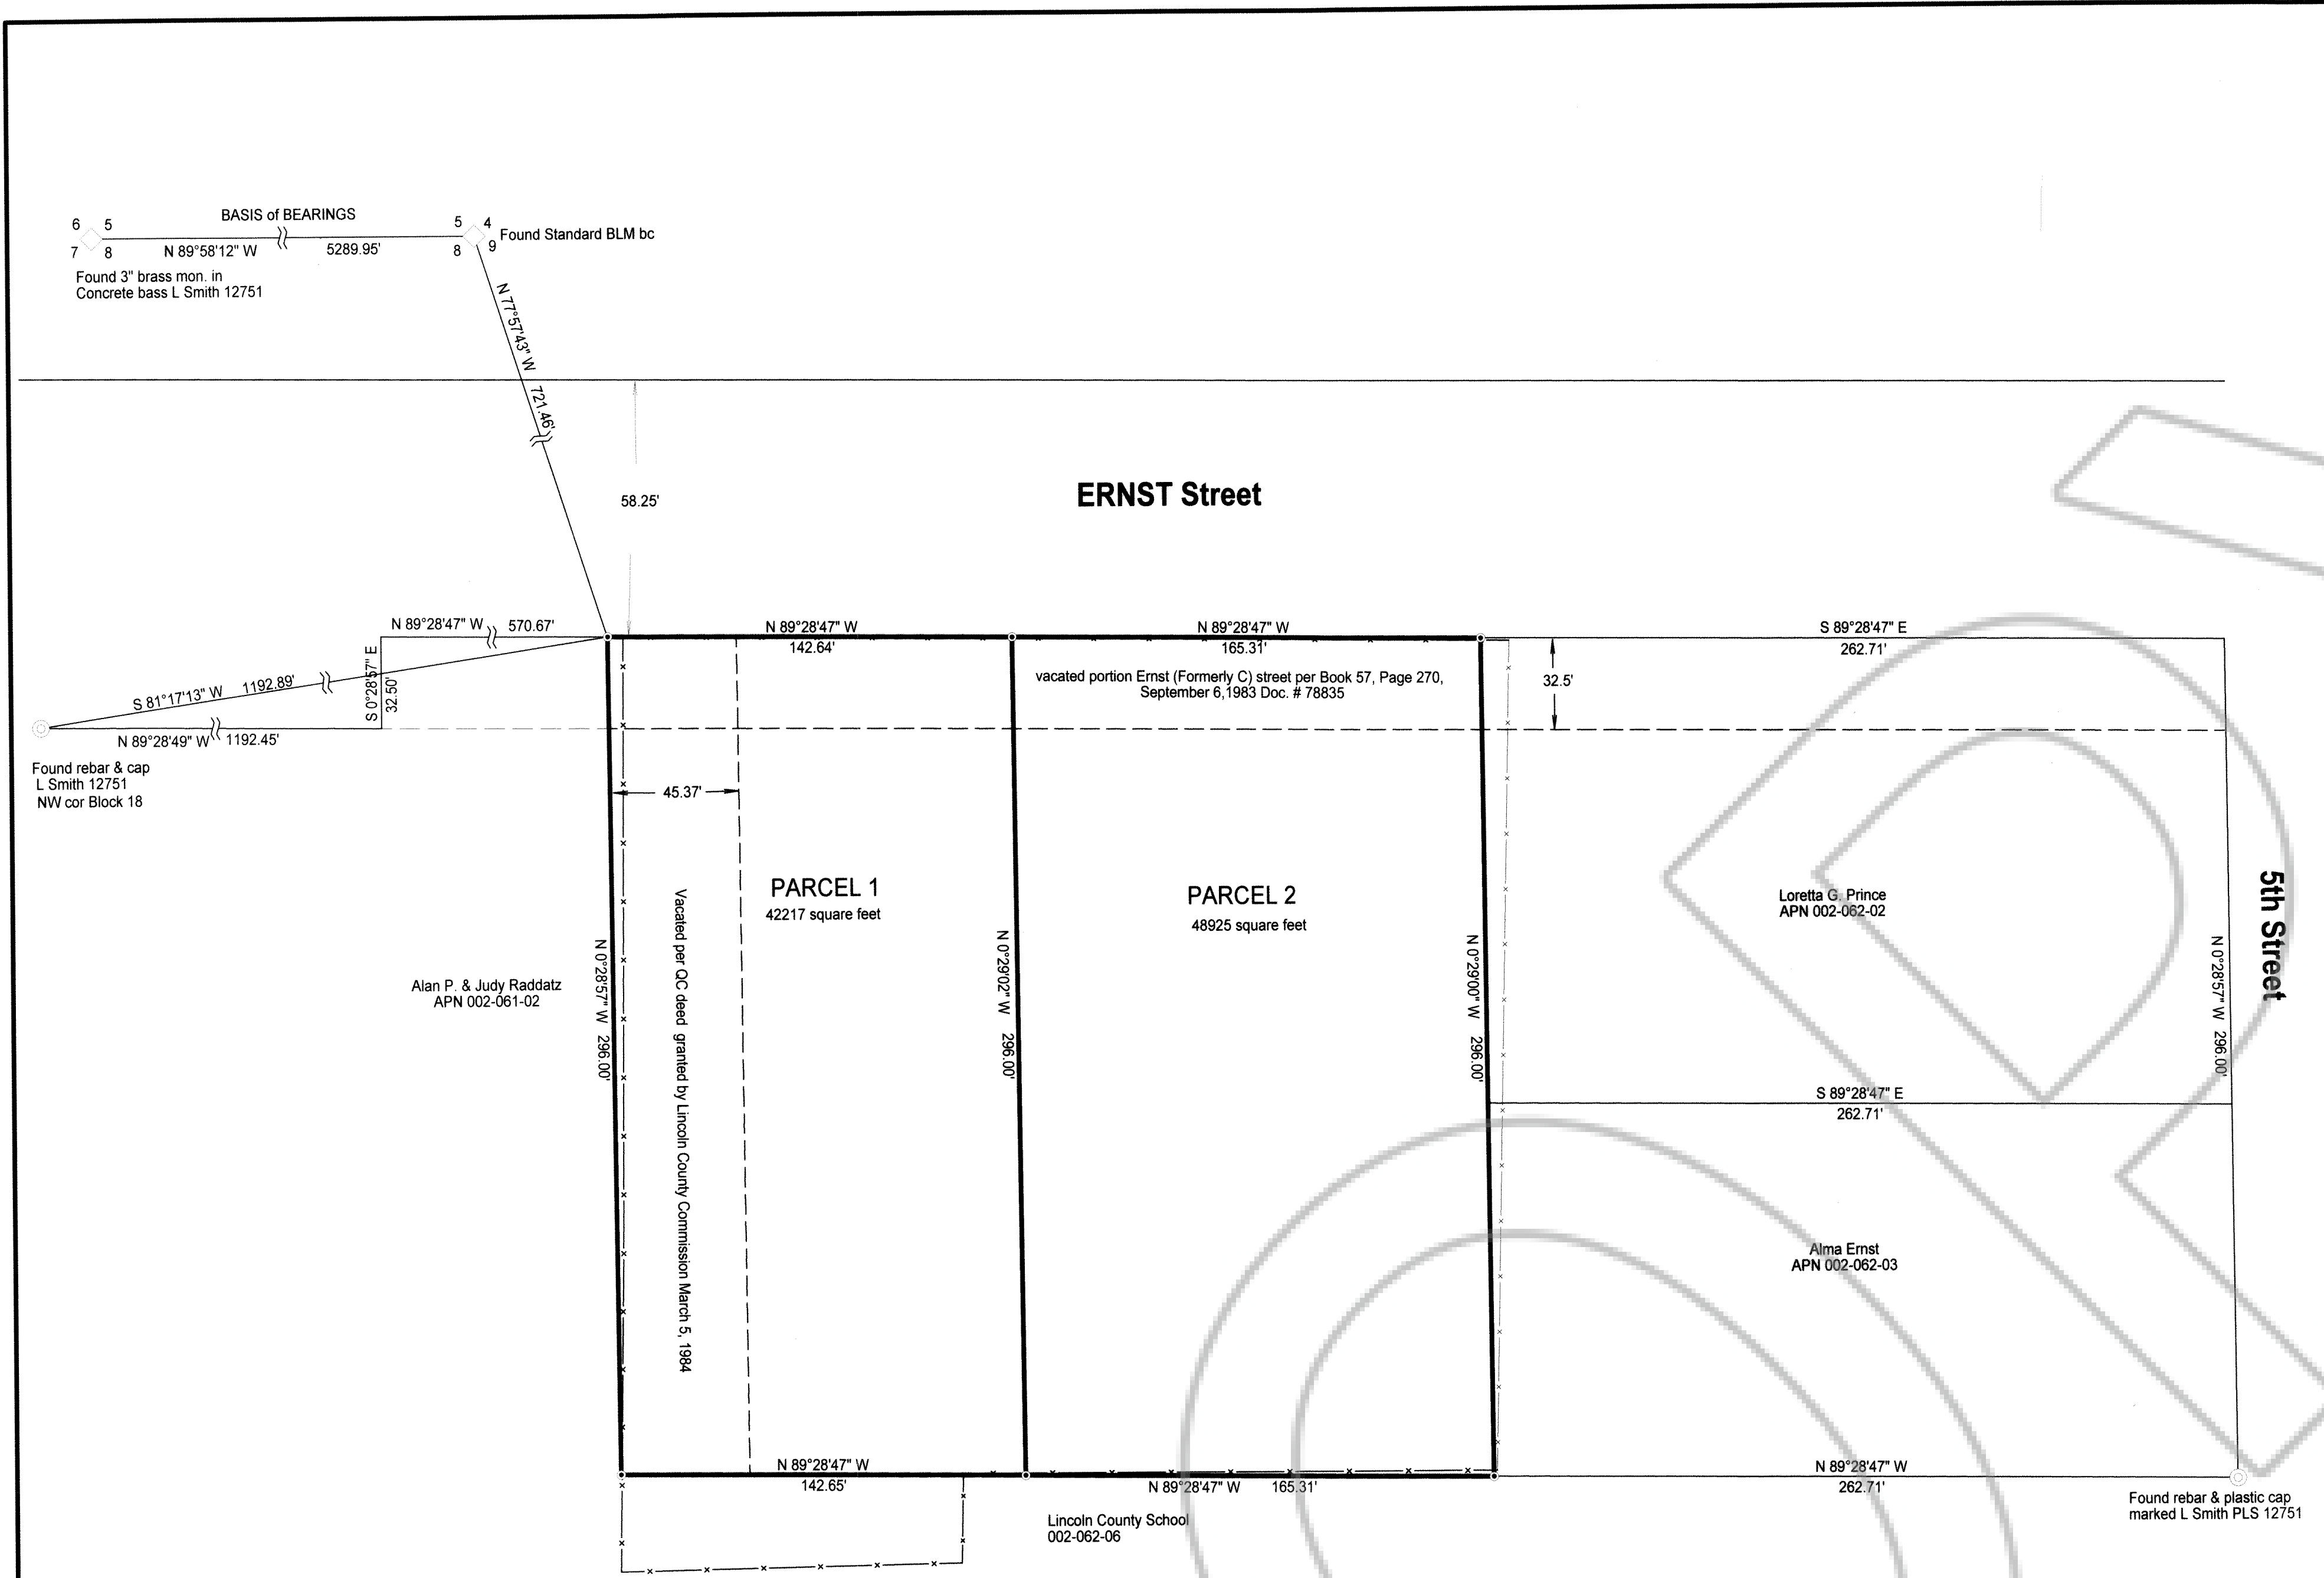 BASIS of BEARINGS
6 5
7 8
N 89°58'12" W 5289.95'
5 4
8 9
Found Standard BLM bc
Found 3" brass mon. in
Concrete bass L Smith 12751
N 77°57'43" W 721.46'
58.25'
ERNST Street
N 89°28'47" W 570.67'
S 0°28'57" E
32.50'
S 81°17'13" W 1192.89'
N 89°28'49" W 1192.45'
Found rebar & cap
L Smith 12751
NW cor Block 18
N 89°28'47" W
142.64'
N 89°28'47" W
165.31'
vacated portion Ernst (Formerly C) street per Book 57, Page 270,
September 6,1983 Doc. # 78835
S 89°28'47" E
262.71'
32.5'
45.37'
PARCEL 1
42217 square feet
PARCEL 2
48925 square feet
Loretta G. Prince
APN 002-062-02
5th Street
Vacated per QC deed granted by Lincoln County Commission March 5, 1984
Alan P. & Judy Raddatz
APN 002-061-02
N 0°28'57" W 296.00'
N 0°29'02" W 296.00'
N 0°29'00" W 296.00'
N 0°28'57" W 296.00'
S 89°28'47" E
262.71'
Alma Ernst
APN 002-062-03
N 89°28'47" W
142.65'
N 89°28'47" W 165.31'
N 89°28'47" W
262.71'
Lincoln County School
002-062-06
Found rebar & plastic cap
marked L Smith PLS 12751